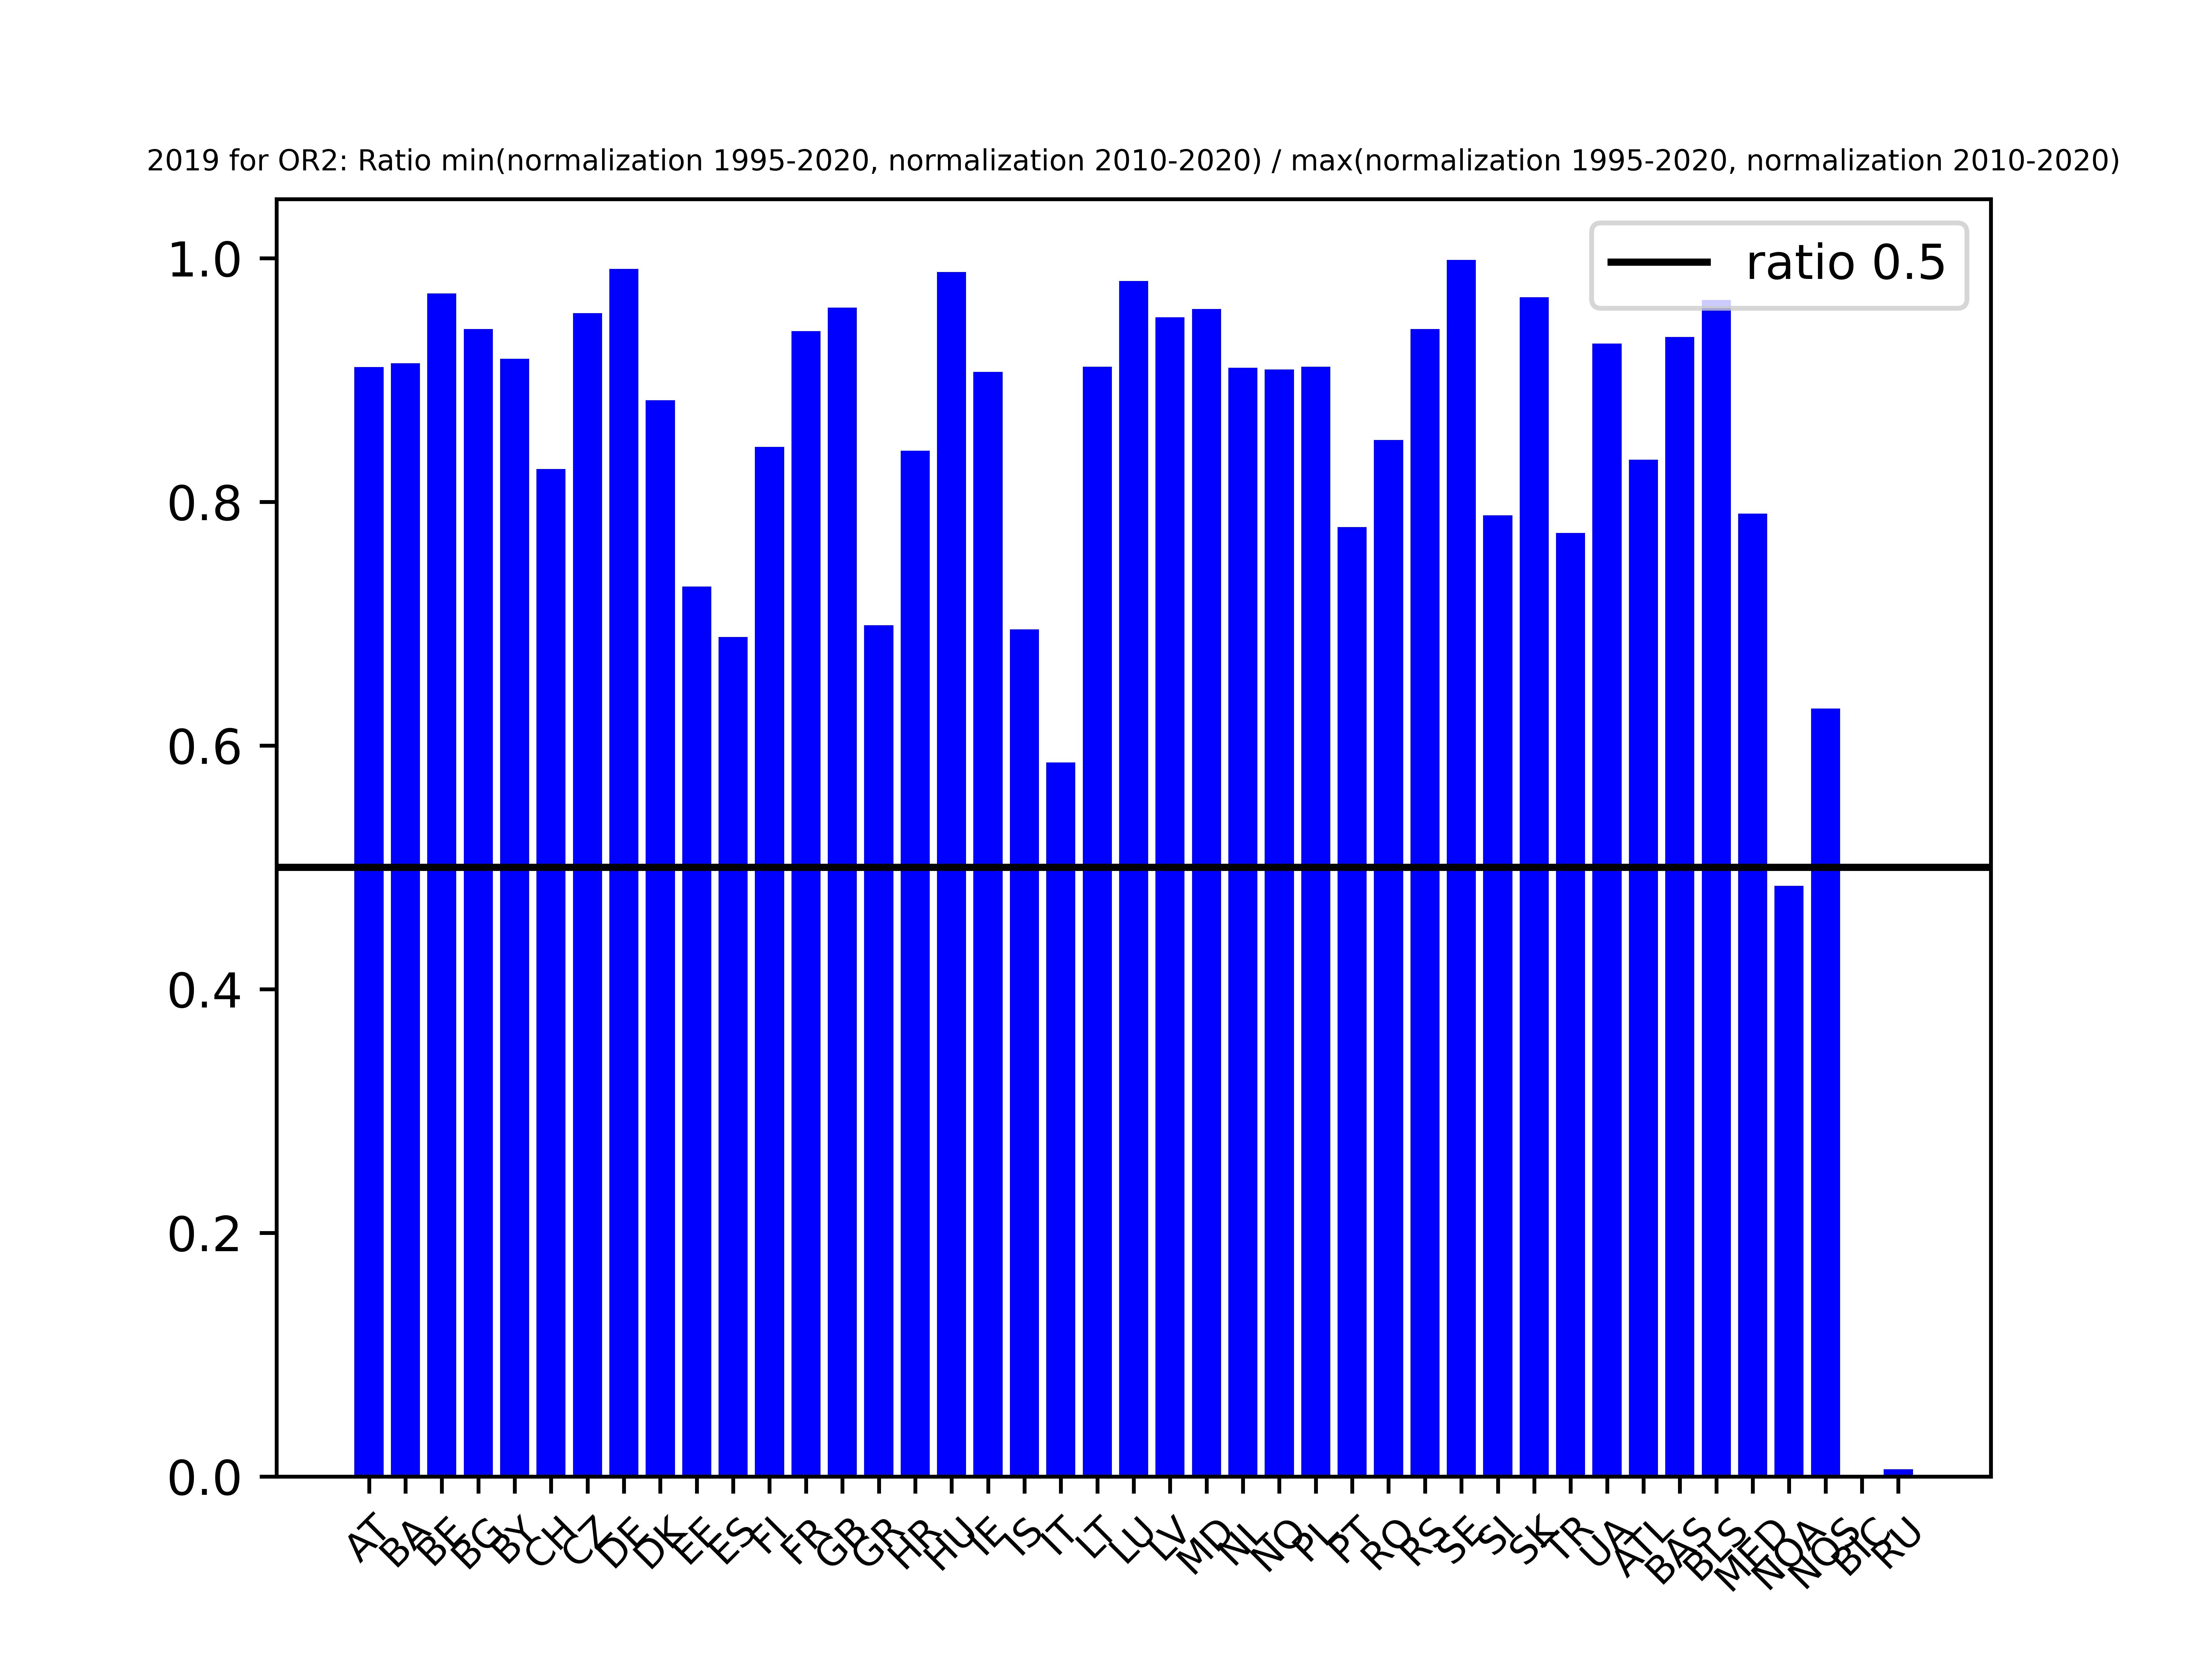 2019 for OR2: Ratio min(normalization 1995-2020, normalization 2010-2020) / max(normalization 1995-2020, normalization 2010-2020)
ratio 0.5
1.0
0.8
0.6
0.4
0.2
0.0
AT BA BE BG BY CH CZ DE DK EE ES FI FR GB GR HR HU IE IS IT LT LU LV MD NL NO PL PT RO RS SE SI SK TR UA ATL BAS BTS MED NOA NOS BIC RU